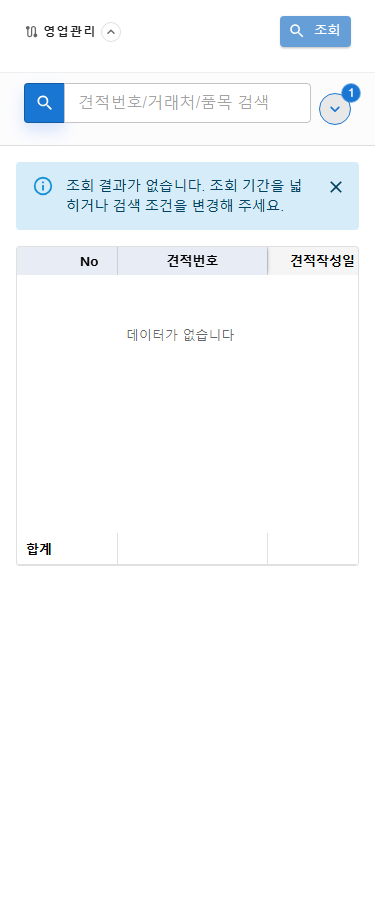 영업관리
조회
견적번호/거래처/품목 검색
1
조회 결과가 없습니다. 조회 기간을 넓
히거나 검색 조건을 변경해 주세요.
No 견적번호 견적작성일
데이터가 없습니다
합계